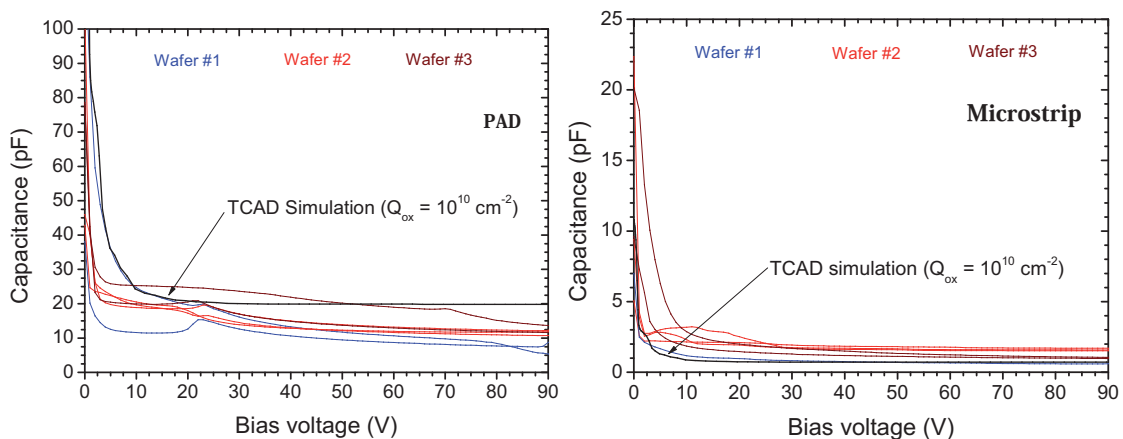 Wafer #1 Wafer #2 Wafer #3
PAD
TCAD Simulation (Qox = 10^10 cm^-2)
Capacitance (pF)
100
90
80
70
60
50
40
30
20
10
0
0 10 20 30 40 50 60 70 80 90
Bias voltage (V)
Wafer #1 Wafer #2 Wafer #3
Microstrip
TCAD simulation (Qox = 10^10 cm^-2)
Capacitance (pF)
25
20
15
10
5
0
0 10 20 30 40 50 60 70 80 90
Bias voltage (V)